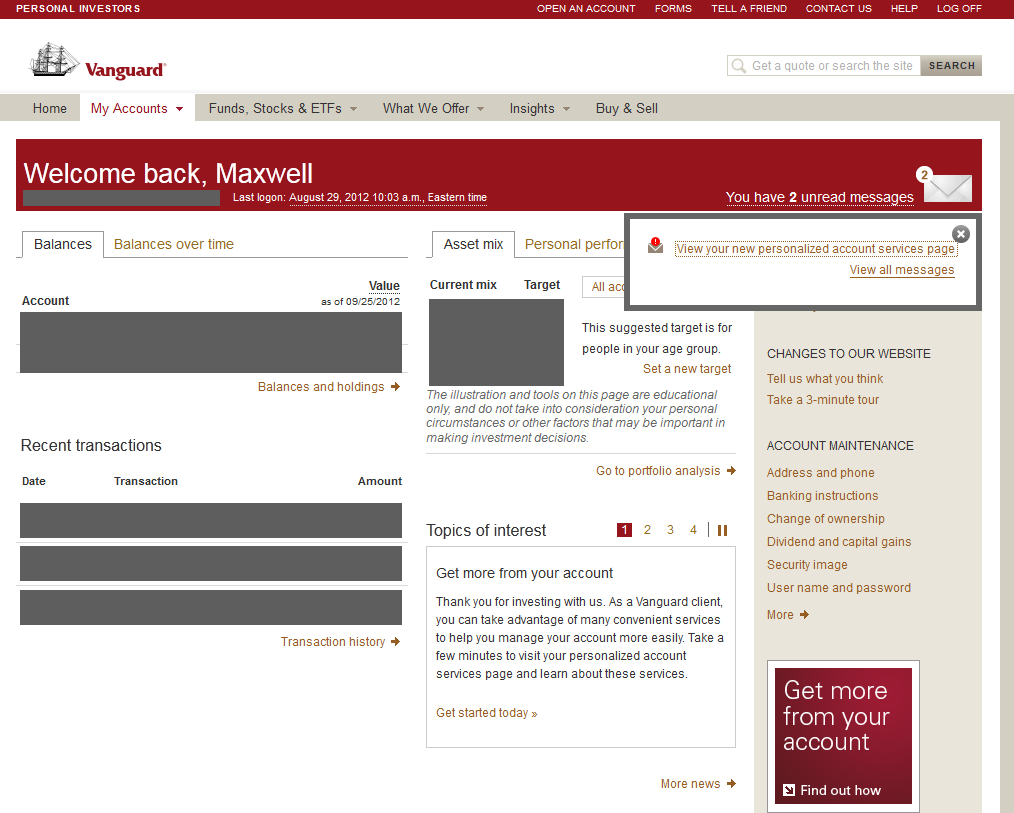 PERSONAL INVESTORS
OPEN AN ACCOUNT FORMS TELL A FRIEND CONTACT US HELP LOG OFF
Vanguard®
Get a quote or search the site SEARCH
Home My Accounts Funds, Stocks & ETFs What We Offer Insights Buy & Sell
Welcome back, Maxwell
Last logon: August 29, 2012 10:03 a.m., Eastern time
You have 2 unread messages
2
View your new personalized account services page
View all messages
Balances Balances over time
Account
Value
as of 09/25/2012
Balances and holdings
Recent transactions
Date Transaction Amount
Transaction history
Asset mix Personal perfor
Current mix Target
All acc
This suggested target is for
people in your age group.
Set a new target
The illustration and tools on this page are educational
only, and do not take into consideration your personal
circumstances or other factors that may be important in
making investment decisions.
Go to portfolio analysis
Topics of interest 1 2 3 4
Get more from your account
Thank you for investing with us. As a Vanguard client,
you can take advantage of many convenient services
to help you manage your account more easily. Take a
few minutes to visit your personalized account
services page and learn about these services.
Get started today »
More news
CHANGES TO OUR WEBSITE
Tell us what you think
Take a 3-minute tour
ACCOUNT MAINTENANCE
Address and phone
Banking instructions
Change of ownership
Dividend and capital gains
Security image
User name and password
More
Get more
from your
account
Find out how